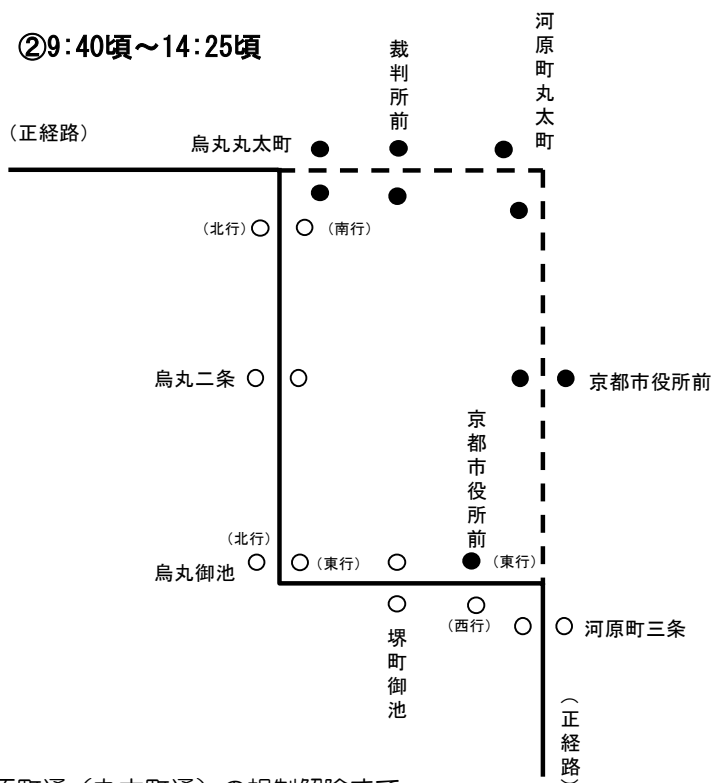 ②9:40頃～14:25頃
裁判所前
河原町丸太町
（正経路）
烏丸丸太町
（北行）
（南行）
烏丸二条
京都市役所前
京都市役所前
（北行）
烏丸御池
（東行）
（東行）
（西行）
堺町御池
河原町三条
（正経路）